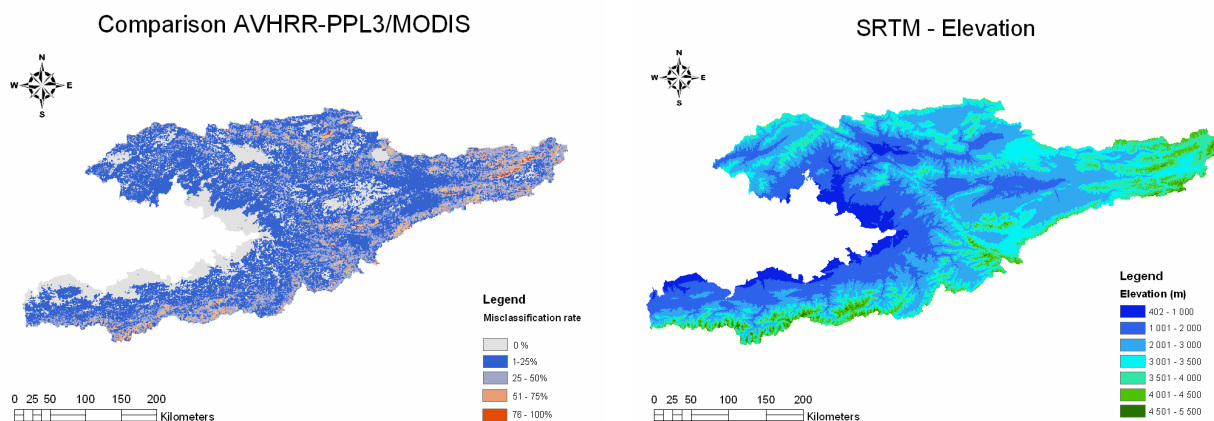 Comparison AVHRR-PPL3/MODIS
N
W E
S
Legend
Misclassification rate
0 %
1-25%
25 - 50%
51 - 75%
76 - 100%
0 25 50 100 150 200
Kilometers
SRTM - Elevation
N
W E
S
Legend
Elevation (m)
402 - 1 000
1 001 - 2 000
2 001 - 3 000
3 001 - 3 500
3 501 - 4 000
4 001 - 4 500
4 501 - 5 500
0 25 50 100 150 200
Kilometers